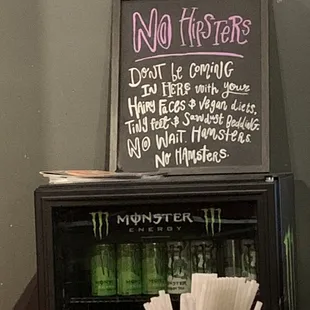 No Hipsters
Don't be coming
in here with your
Hairy Faces & vegan diets,
Tiny feet & Sawdust Bedding.
No wait. Hamsters.
No Hamsters.
MONSTER
ENERGY